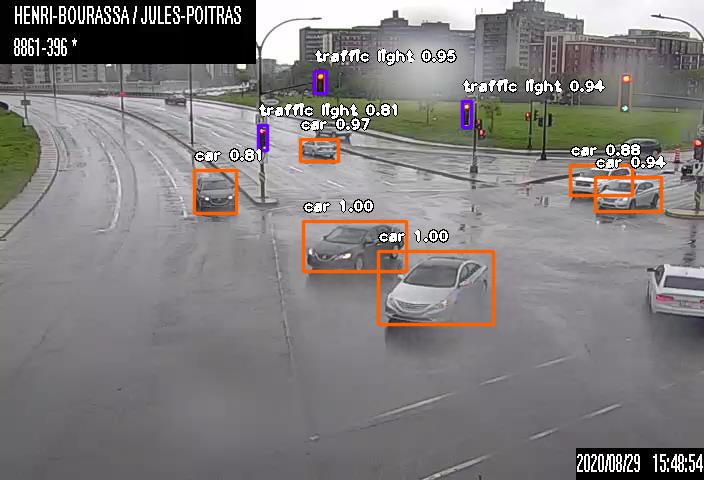 HENRI-BOURASSA / JULES-POITRAS
8861-396 *
traffic light 0.95
traffic light 0.94
traffic light 0.81
car 0.97
car 0.81
car 0.88
car 0.94
car 1.00
car 1.00
2020/08/29 15:48:54